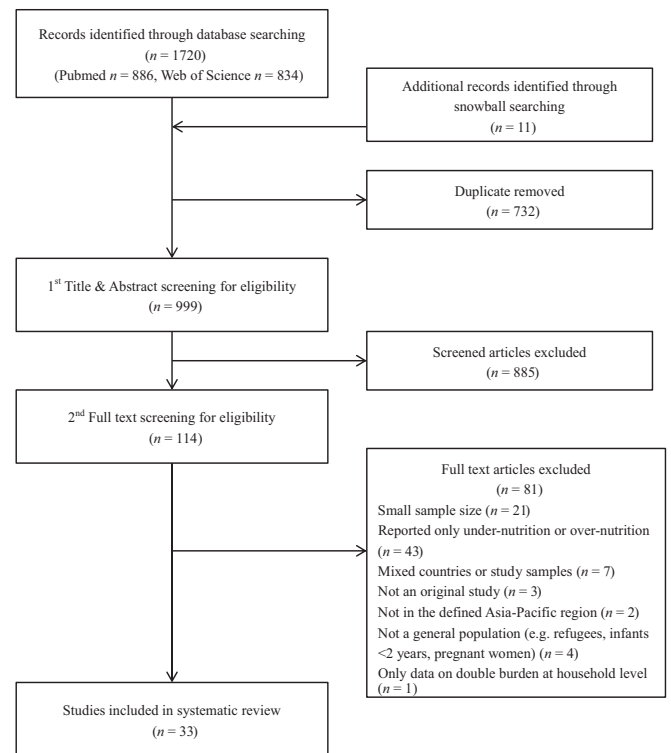 Records identified through database searching
(n = 1720)
(Pubmed n = 886, Web of Science n = 834)
Additional records identified through
snowball searching
(n = 11)
Duplicate removed
(n = 732)
1st Title & Abstract screening for eligibility
(n = 999)
Screened articles excluded
(n = 885)
2nd Full text screening for eligibility
(n = 114)
Full text articles excluded
(n = 81)
Small sample size (n = 21)
Reported only under-nutrition or over-nutrition
(n = 43)
Mixed countries or study samples (n = 7)
Not an original study (n = 3)
Not in the defined Asia-Pacific region (n = 2)
Not a general population (e.g. refugees, infants
<2 years, pregnant women) (n = 4)
Only data on double burden at household level
(n = 1)
Studies included in systematic review
(n = 33)